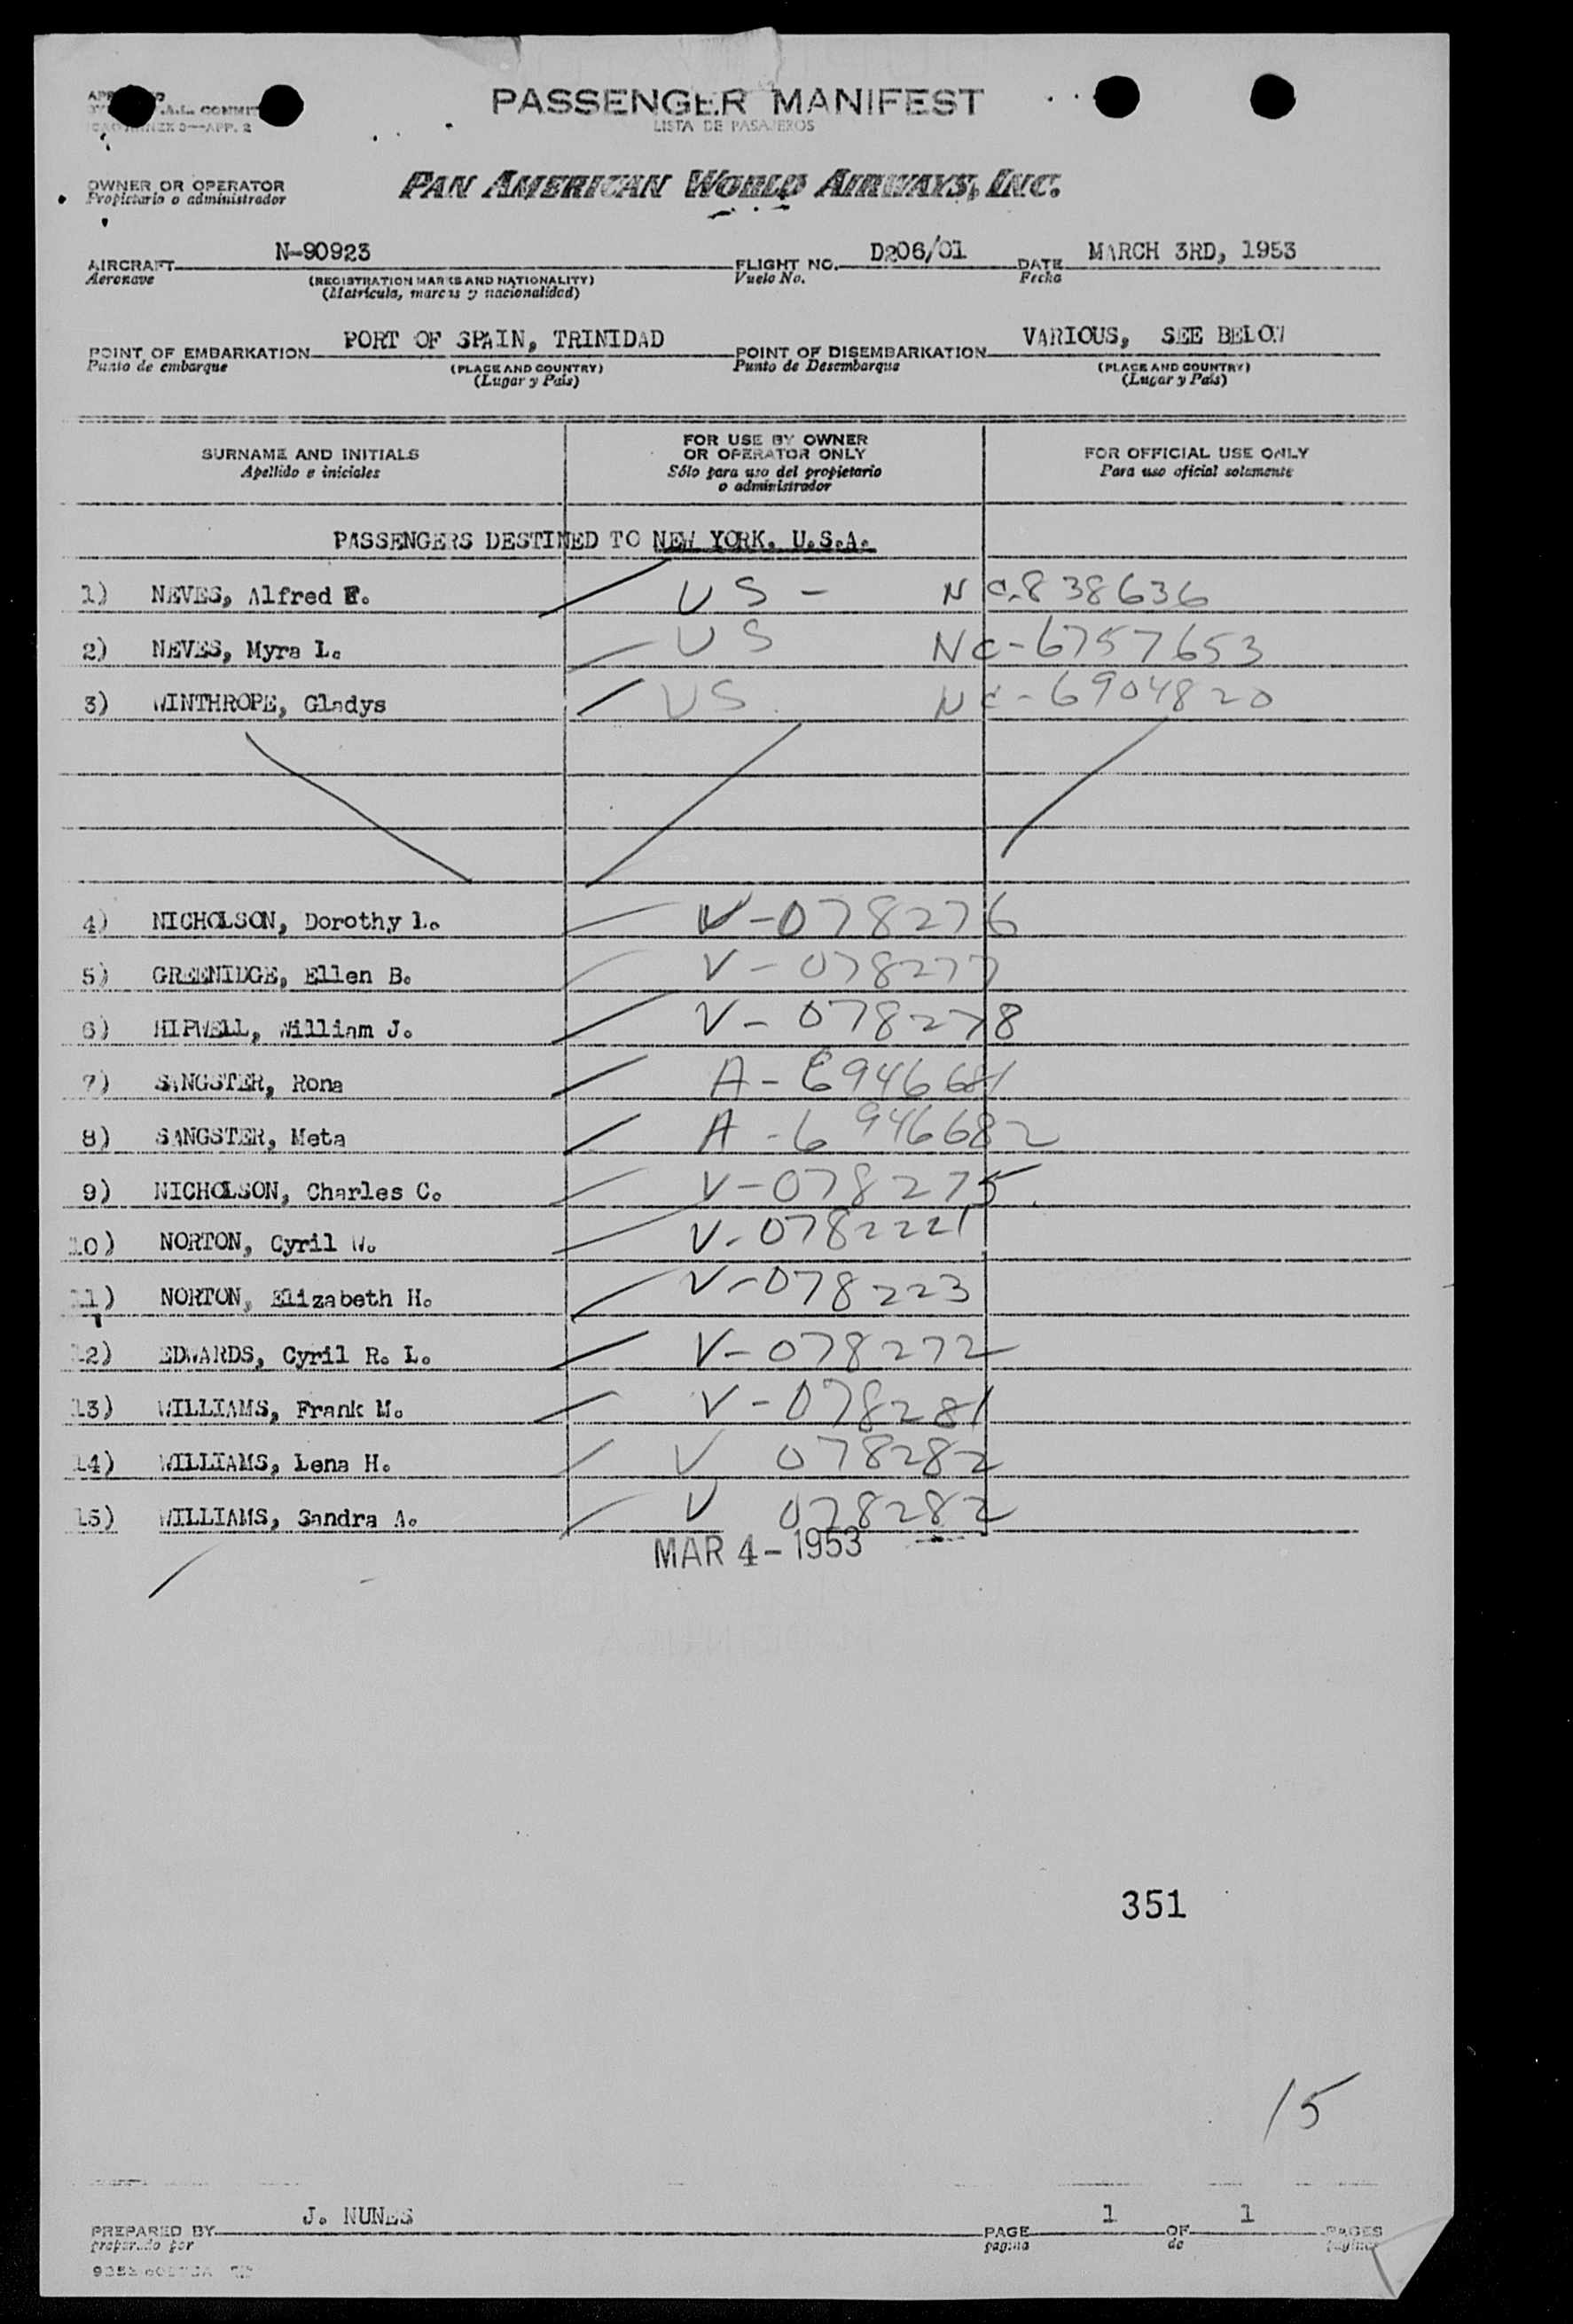 PASSENGER MANIFEST
LISTA DE PASAJEROS
ANNEX 9—APP. 2
OWNER OR OPERATOR
Propietario o administrador
PAN AMERICAN WORLD AIRWAYS, INC.
AIRCRAFT N-90923 FLIGHT NO. D206/01 DATE MARCH 3RD, 1953
Aeronave (REGISTRATION MARKS AND NATIONALITY) Vuelo No. Fecha
(Matrícula, marcas y nacionalidad)
POINT OF EMBARKATION PORT OF SPAIN, TRINIDAD POINT OF DISEMBARKATION VARIOUS, SEE BELOW
Punto de embarque (PLACE AND COUNTRY) Punto de Desembarque (PLACE AND COUNTRY)
(Lugar y País) (Lugar y País)
SURNAME AND INITIALS
Apellido e iniciales
FOR USE BY OWNER
OR OPERATOR ONLY
Sólo para uso del propietario
o administrador
FOR OFFICIAL USE ONLY
Para uso oficial solamente
PASSENGERS DESTINED TO NEW YORK. U.S.A.
1) NEVES, Alfred F. US - NC-838636
2) NEVES, Myra L. US NC-6757653
3) WINTHROPE, Gladys US NC-6904820
4) NICHOLSON, Dorothy L. V-078276
5) GREENIDGE, Ellen B. V-078277
6) HIPWELL, William J. V-078278
7) SANGSTER, Rona A-6946681
8) SANGSTER, Meta A-6946682
9) NICHOLSON, Charles C. V-078275
10) NORTON, Cyril W. V-0782221
11) NORTON, Elizabeth H. V-078223
12) EDWARDS, Cyril R. L. V-078272
13) WILLIAMS, Frank M. V-078281
14) WILLIAMS, Lena H. V 078282
15) WILLIAMS, Sandra A. V 078282
MAR 4-1953
351
15
PREPARED BY J. NUNES PAGE 1 OF 1 PAGES
preparado por pagina de paginas